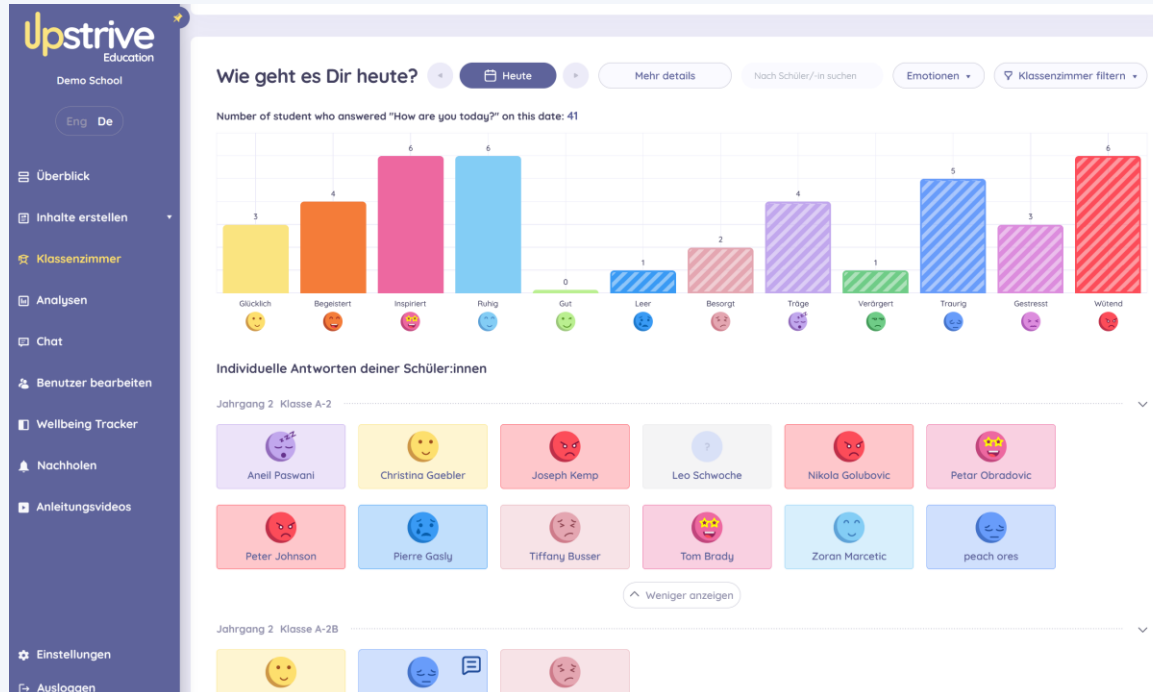 Upstrive
Education
Demo School
Eng De
Überblick
Inhalte erstellen
Klassenzimmer
Analysen
Chat
Benutzer bearbeiten
Wellbeing Tracker
Nachholen
Anleitungsvideos
Einstellungen
Ausloggen
Wie geht es Dir heute? Heute Mehr details Nach Schüler/-in suchen Emotionen Klassenzimmer filtern
Number of student who answered "How are you today?" on this date: 41
3 4 6 6 0 1 2 4 1 5 3 6
Glücklich Begeistert Inspiriert Ruhig Gut Leer Besorgt Träge Verärgert Traurig Gestresst Wütend
Individuelle Antworten deiner Schüler:innen
Jahrgang 2 Klasse A-2
Aneil Paswani Christina Gaebler Joseph Kemp Leo Schwoche Nikola Golubovic Petar Obradovic
Peter Johnson Pierre Gasly Tiffany Busser Tom Brady Zoran Marcetic peach ores
Weniger anzeigen
Jahrgang 2 Klasse A-2B